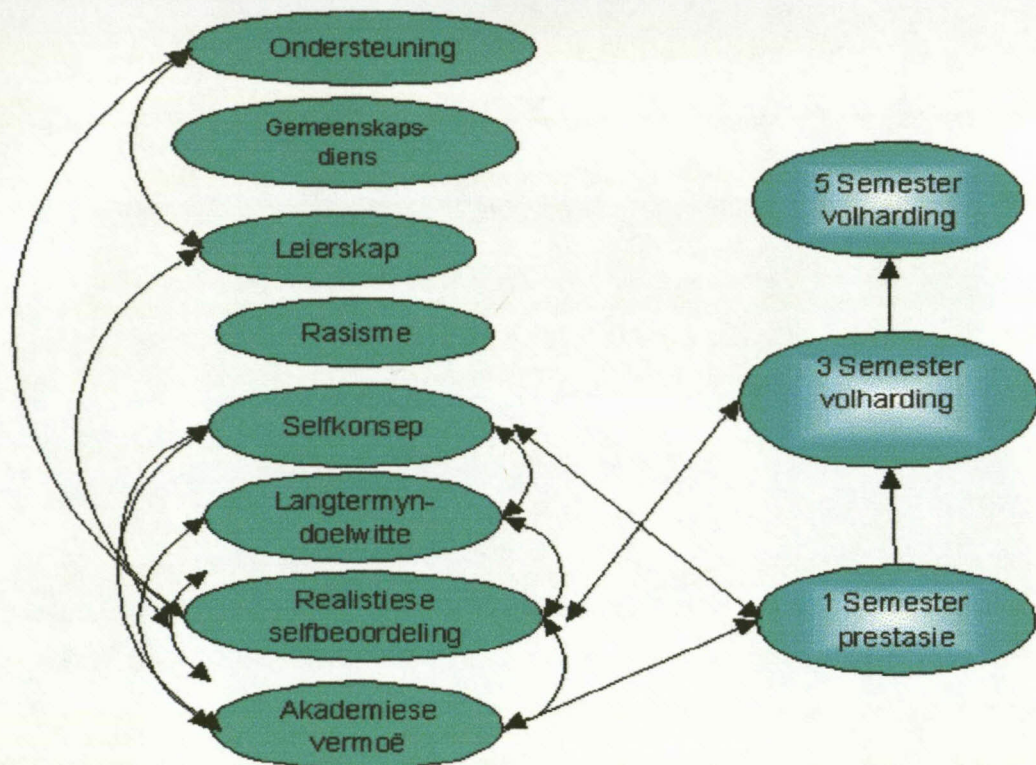 Ondersteuning
Gemeenskaps-
diens
Leierskap
Rasisme
Selfkonsep
Langtermyn-
doelwitte
Realistiese
selfbeoordeling
Akademiese
vermoë
5 Semester
volharding
3 Semester
volharding
1 Semester
prestasie